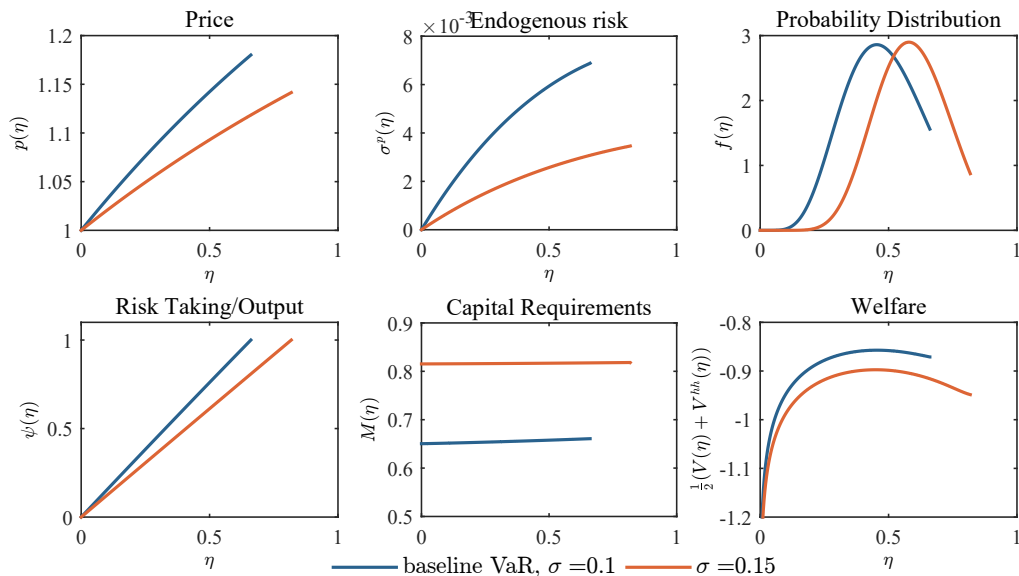 Price
1.2
1.15
1.1
1.05
1
0
0.5
1
p(η)
η
×10⁻³
Endogenous risk
8
6
4
2
0
0
0.5
1
σᵖ(η)
η
Probability Distribution
3
2
1
0
0
0.5
1
f(η)
η
Risk Taking/Output
1
0.5
0
0
0.5
1
ψ(η)
η
Capital Requirements
0.9
0.8
0.7
0.6
0.5
0
0.5
1
M(η)
η
Welfare
-0.8
-0.9
-1
-1.1
-1.2
0
0.5
1
½(V(η) + Vʰʰ(η))
η
baseline VaR, σ =0.1
σ =0.15